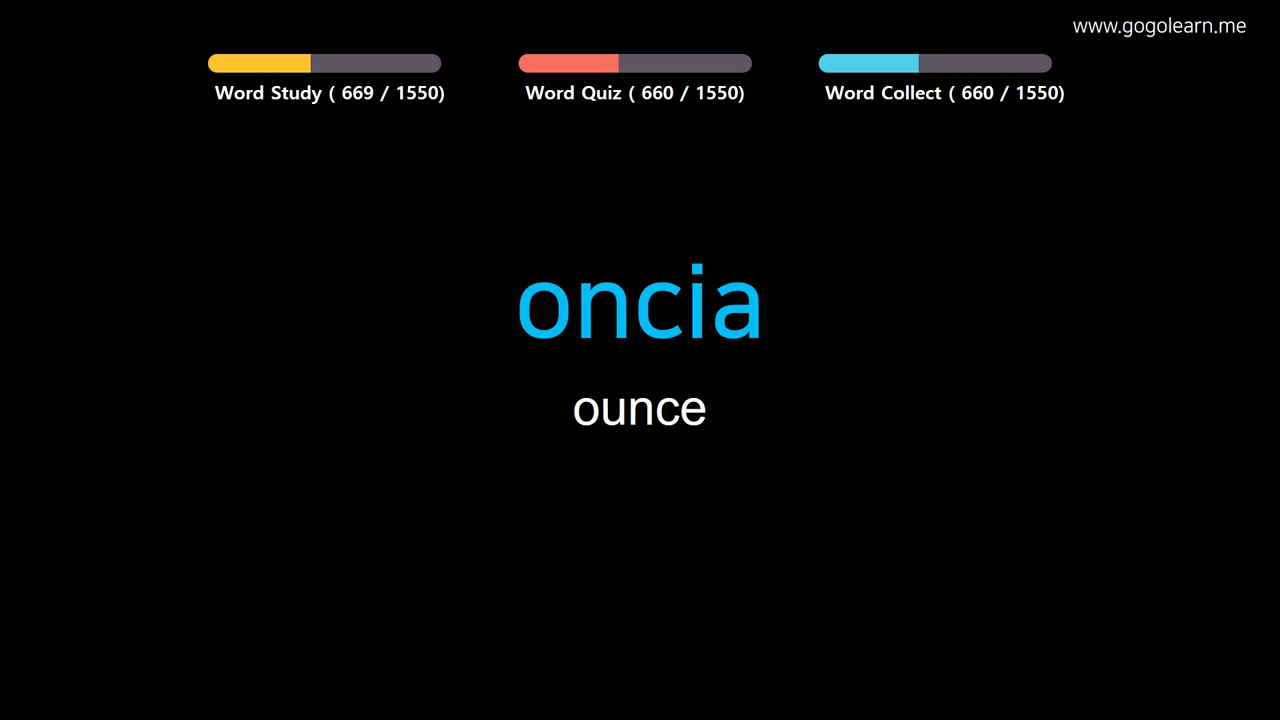 www.gogolearn.me
Word Study ( 669 / 1550)
Word Quiz ( 660 / 1550)
Word Collect ( 660 / 1550)
oncia
ounce